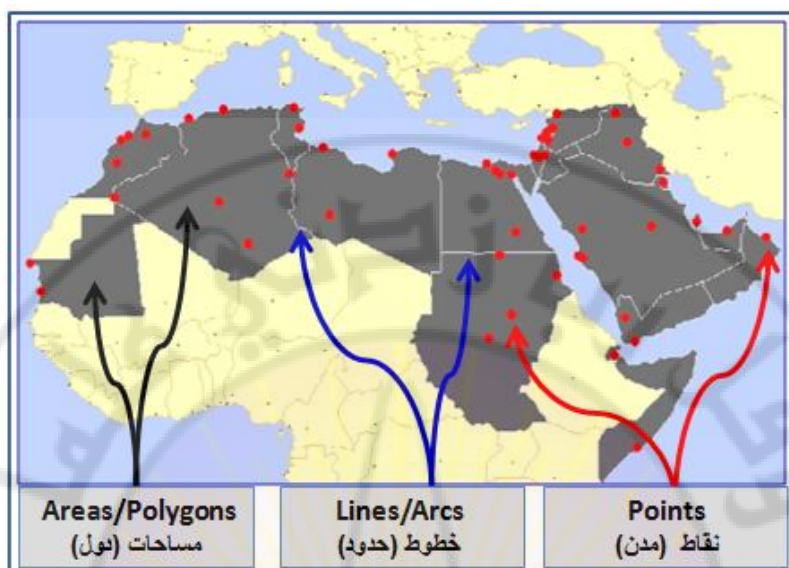 Areas/Polygons
مساحات (دول)
Lines/Arcs
خطوط (حدود)
Points
نقاط (مدن)